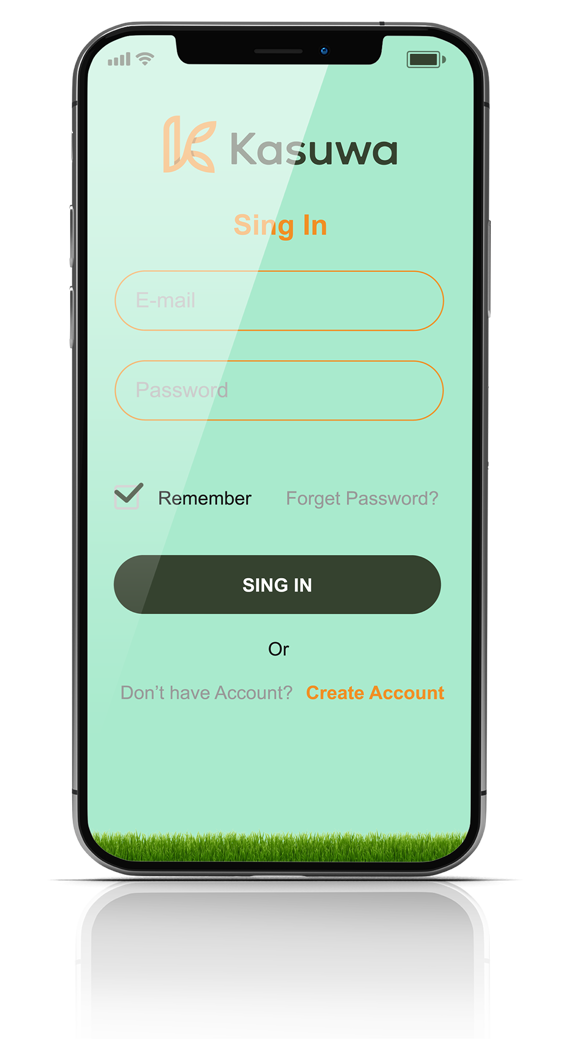 Kasuwa
Sing In
E-mail
Password
Remember Forget Password?
SING IN
Or
Don’t have Account? Create Account